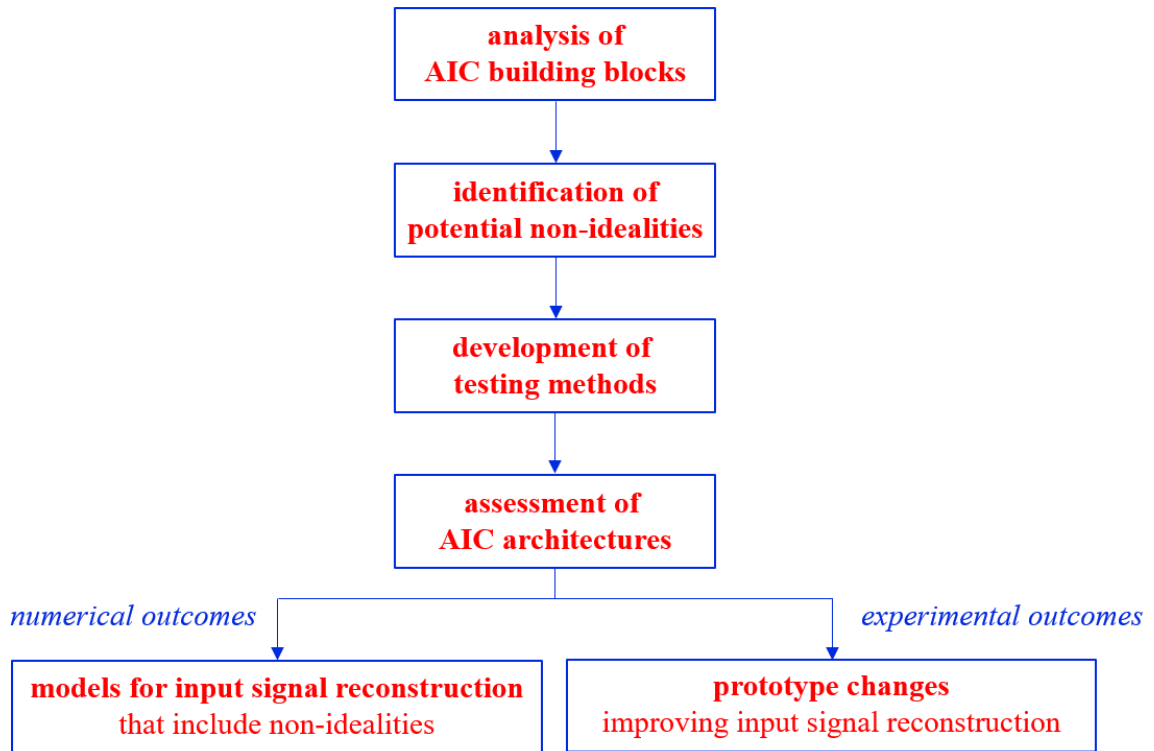 analysis of
AIC building blocks
identification of
potential non-idealities
development of
testing methods
assessment of
AIC architectures
numerical outcomes
experimental outcomes
models for input signal reconstruction
that include non-idealities
prototype changes
improving input signal reconstruction